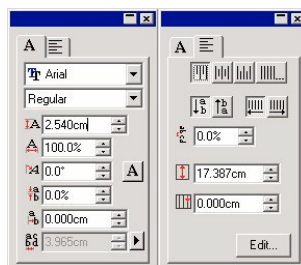 A
Arial
Regular
2.540cm
100.0%
0.0°
A
0.0%
0.000cm
3.965cm
A
0.0%
17.387cm
0.000cm
Edit...